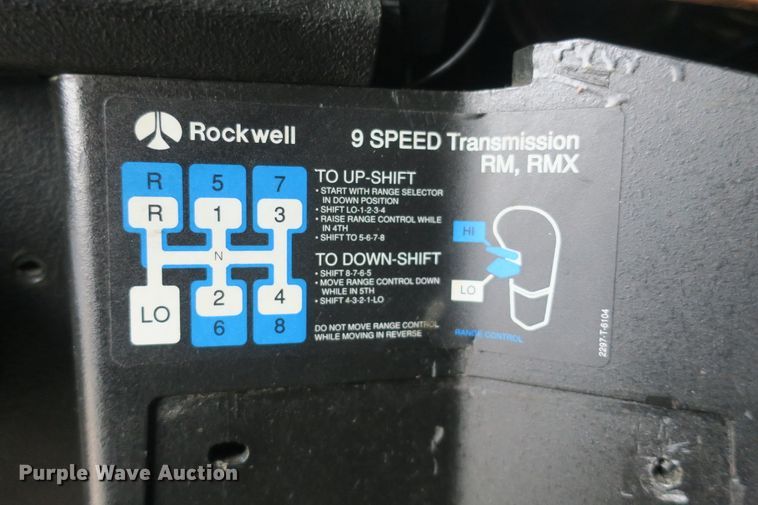 Rockwell
9 SPEED Transmission
RM, RMX
R 5 7
R 1 3
N
LO 2 4
6 8
TO UP-SHIFT
• START WITH RANGE SELECTOR
IN DOWN POSITION
• SHIFT LO-1-2-3-4
• RAISE RANGE CONTROL WHILE
IN 4TH
• SHIFT TO 5-6-7-8
TO DOWN-SHIFT
• SHIFT 8-7-6-5
• MOVE RANGE CONTROL DOWN
WHILE IN 5TH
• SHIFT 4-3-2-1-LO
DO NOT MOVE RANGE CONTROL
WHILE MOVING IN REVERSE
HI
LO
RANGE CONTROL
2297-T-6104
Purple Wave Auction